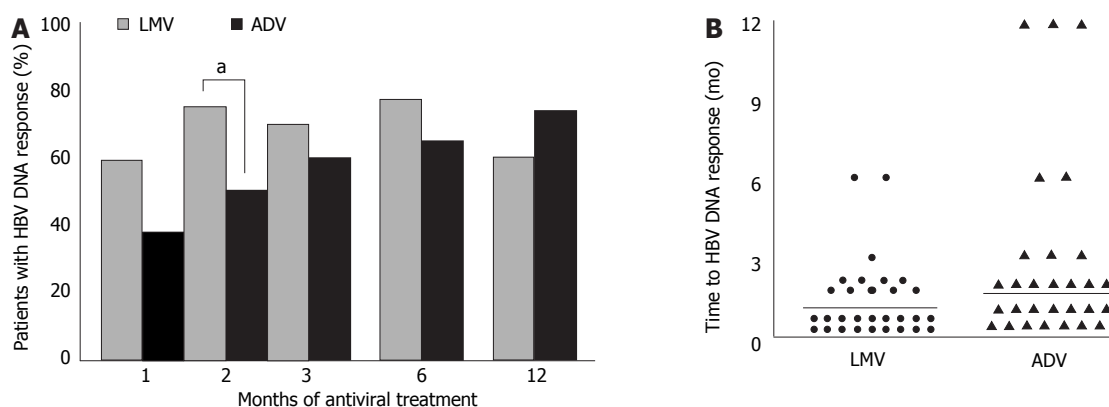 A
LMV ADV
Patients with HBV DNA response (%)
100
80
60
40
20
0
a
1 2 3 6 12
Months of antiviral treatment
B
Time to HBV DNA response (mo)
12
9
6
3
0
LMV ADV